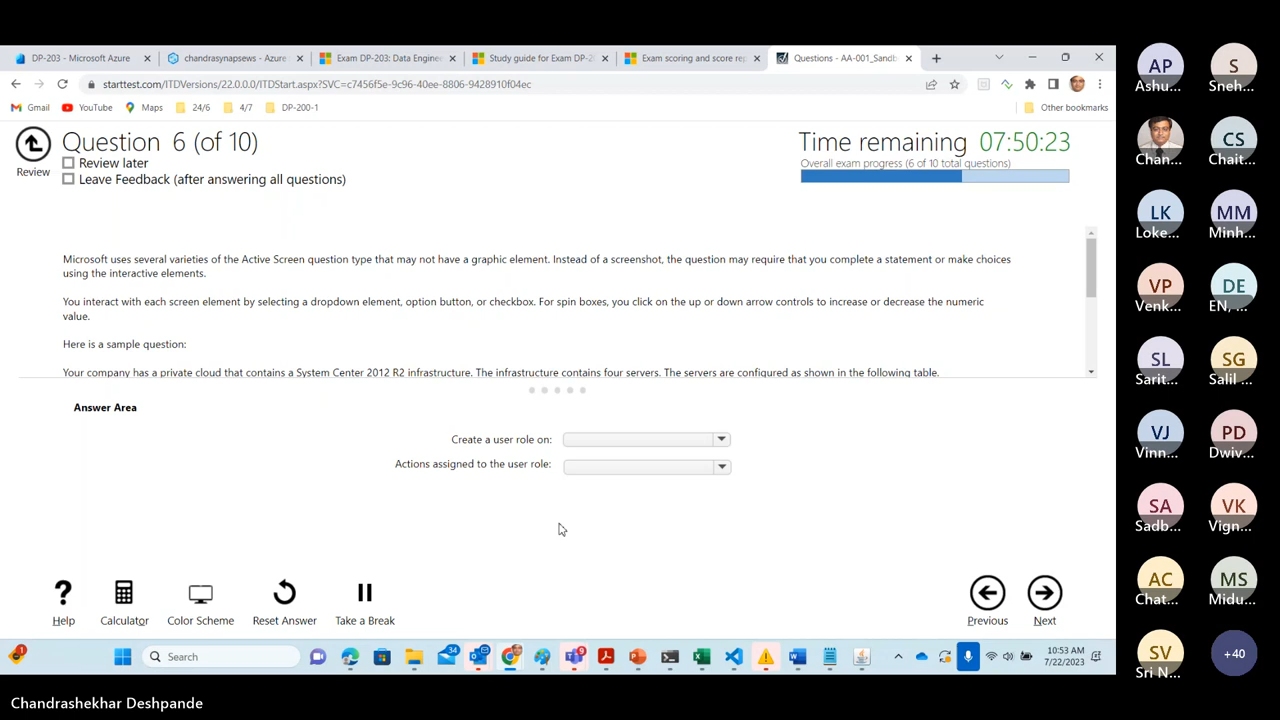 DP-203 - Microsoft Azure
chandrasynapsews - Azure
Exam DP-203: Data Engine
Study guide for Exam DP-2
Exam scoring and score re
Questions - AA-001_Sandb
starttest.com/ITDVersions/22.0.0.0/ITDStart.aspx?SVC=c7456f5e-9c96-40ee-8806-9428910f04ec
Gmail
YouTube
Maps
24/6
4/7
DP-200-1
Other bookmarks
Review
Question 6 (of 10)
Review later
Leave Feedback (after answering all questions)
Time remaining 07:50:23
Overall exam progress (6 of 10 total questions)
Microsoft uses several varieties of the Active Screen question type that may not have a graphic element. Instead of a screenshot, the question may require that you complete a statement or make choices
using the interactive elements.
You interact with each screen element by selecting a dropdown element, option button, or checkbox. For spin boxes, you click on the up or down arrow controls to increase or decrease the numeric
value.
Here is a sample question:
Your company has a private cloud that contains a System Center 2012 R2 infrastructure. The infrastructure contains four servers. The servers are configured as shown in the following table.
Answer Area
Create a user role on:
Actions assigned to the user role:
Help
Calculator
Color Scheme
Reset Answer
Take a Break
Previous
Next
Search
34
9
1
10:53 AM
7/22/2023
AP
Ashu...
S
Sneh...
Chan...
CS
Chait...
LK
Loke...
MM
Minh...
VP
Venk...
DE
EN, ...
SL
Sarit...
SG
Salil ...
VJ
Vinn...
PD
Dwiv...
SA
Sadb...
VK
Vign...
AC
Chat...
MS
Midu...
SV
Sri N...
+40
Chandrashekhar Deshpande